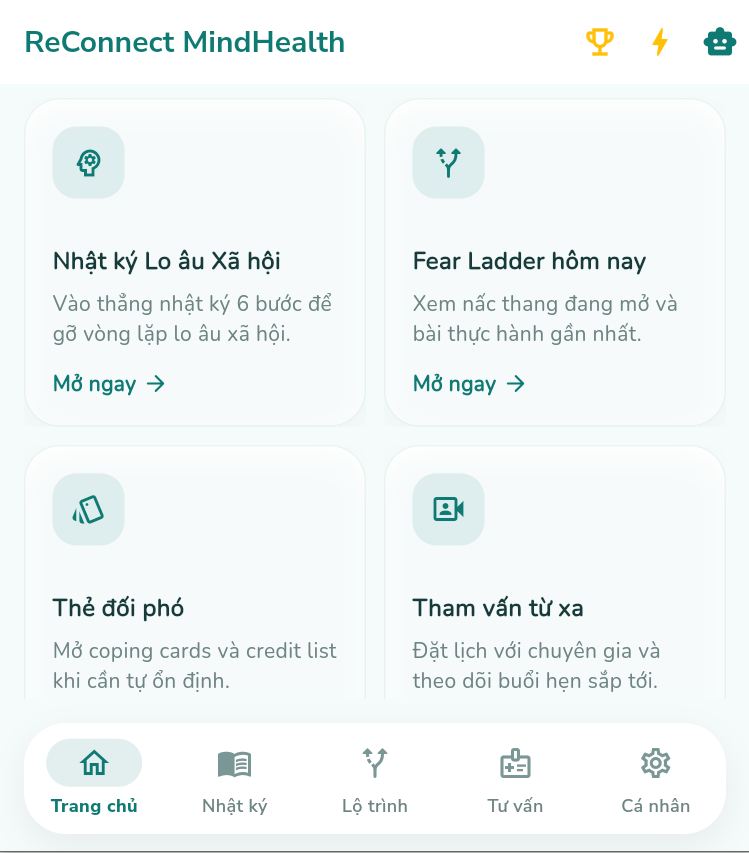 ReConnect MindHealth
Nhật ký Lo âu Xã hội
Vào thẳng nhật ký 6 bước để
gỡ vòng lặp lo âu xã hội.
Mở ngay
Fear Ladder hôm nay
Xem nấc thang đang mở và
bài thực hành gần nhất.
Mở ngay
Thẻ đối phó
Mở coping cards và credit list
khi cần tự ổn định.
Tham vấn từ xa
Đặt lịch với chuyên gia và
theo dõi buổi hẹn sắp tới.
Trang chủ
Nhật ký
Lộ trình
Tư vấn
Cá nhân